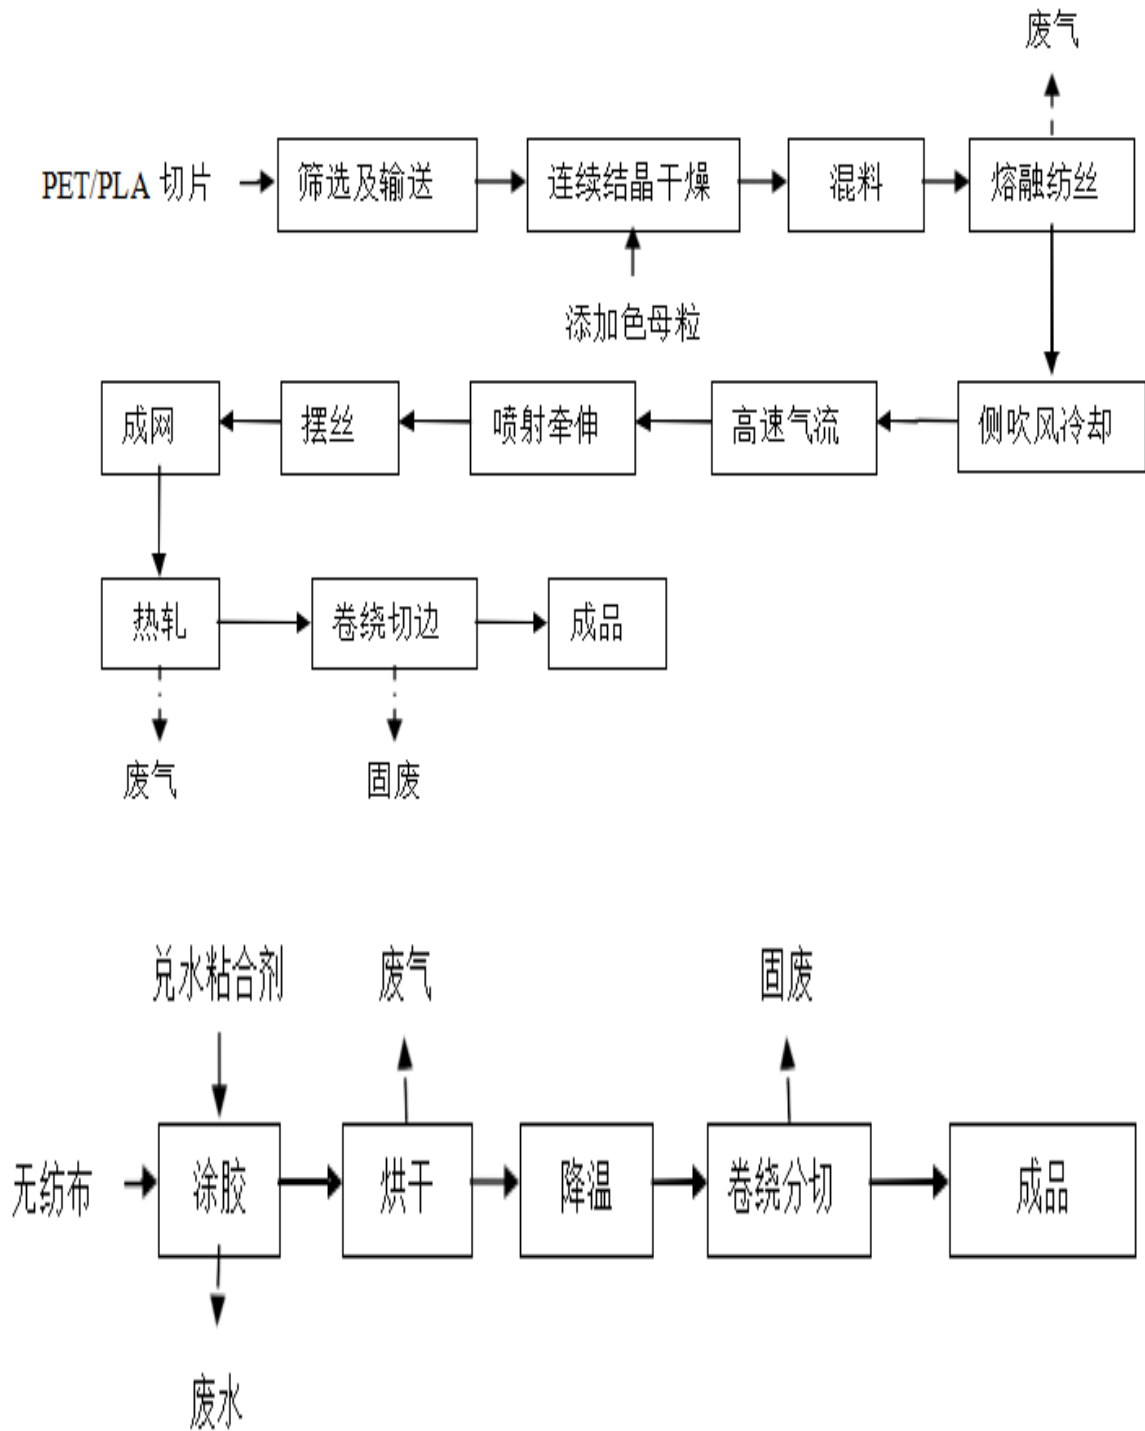 废气
PET/PLA 切片
筛选及输送
连续结晶干燥
混料
熔融纺丝
添加色母粒
成网
摆丝
喷射牵伸
高速气流
侧吹风冷却
热轧
卷绕切边
成品
废气
固废
兑水粘合剂
废气
固废
无纺布
涂胶
烘干
降温
卷绕分切
成品
废水